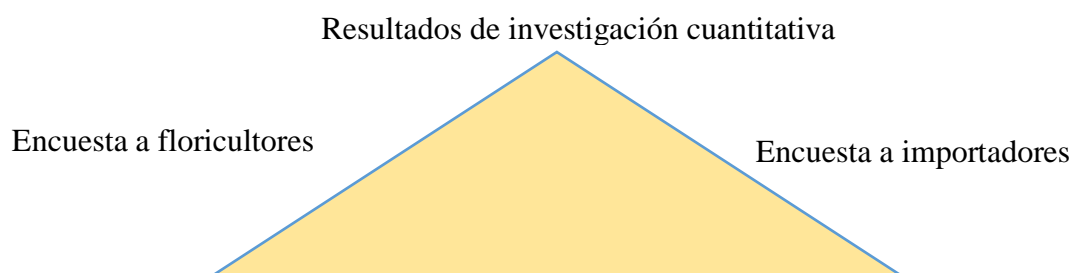 Resultados de investigación cuantitativa
Encuesta a floricultores
Encuesta a importadores